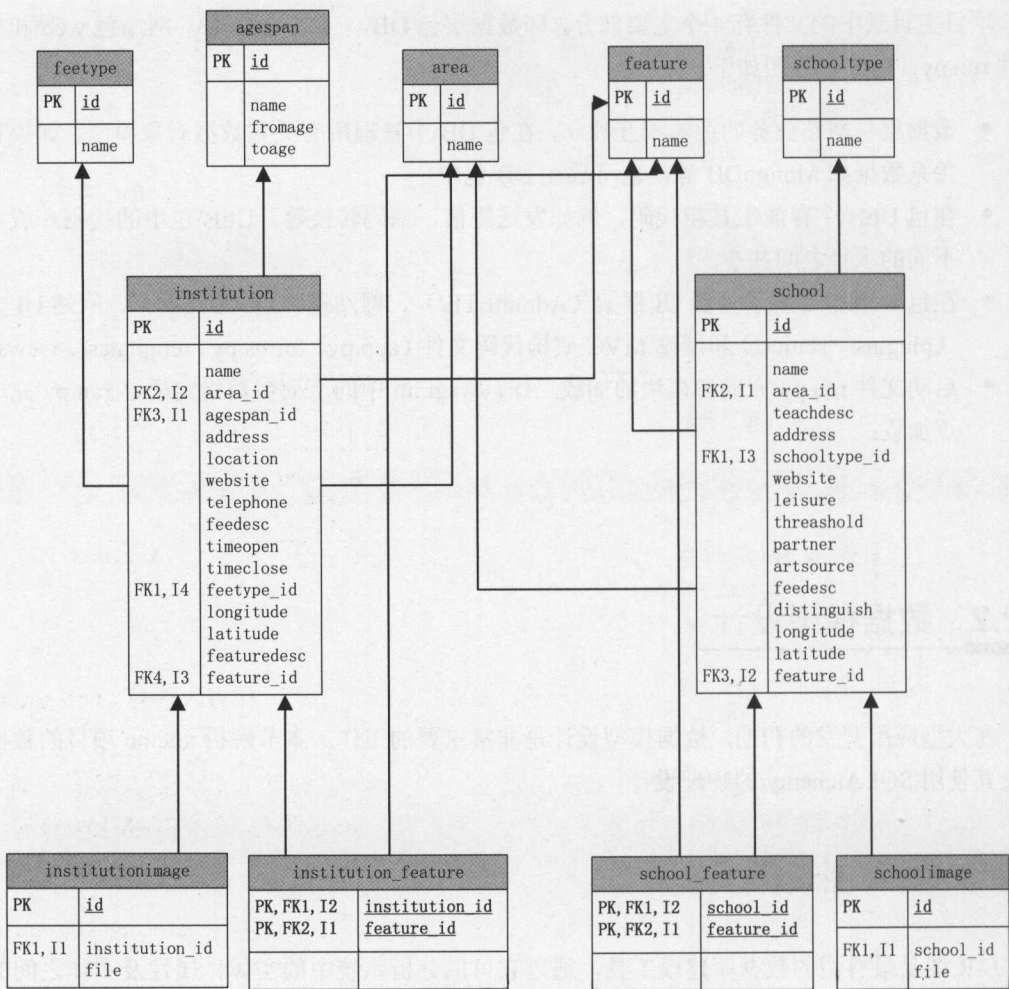 agespan
PK id
name
fromage
toage
feetype
PK id
name
area
PK id
name
feature
PK id
name
schooltype
PK id
name
institution
PK id
name
FK2, I2 area_id
FK3, I1 agespan_id
address
location
website
telephone
feedesc
timeopen
timeclose
FK1, I4 feetype_id
longitude
latitude
featuredesc
FK4, I3 feature_id
school
PK id
name
FK2, I1 area_id
teachdesc
address
FK1, I3 schooltype_id
website
leisure
threashold
partner
artsource
feedesc
distinguish
longitude
latitude
FK3, I2 feature_id
institutionimage
PK id
FK1, I1 institution_id
file
institution_feature
PK, FK1, I2 institution_id
PK, FK2, I1 feature_id
school_feature
PK, FK1, I2 school_id
PK, FK2, I1 feature_id
schoolimage
PK id
FK1, I1 school_id
file